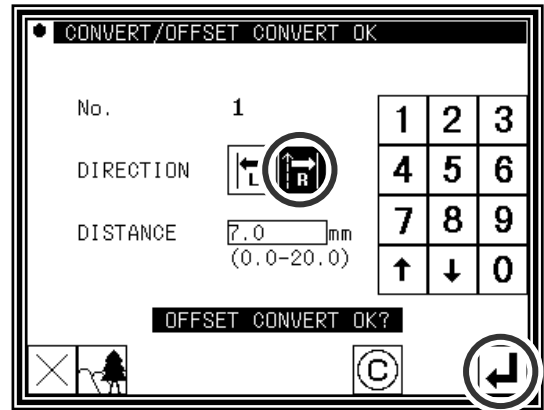 CONVERT/OFFSET CONVERT OK
No. 1
1 2 3
DIRECTION L R
4 5 6
DISTANCE 7.0 mm
7 8 9
(0.0-20.0)
↑ ↓ 0
OFFSET CONVERT OK?
C